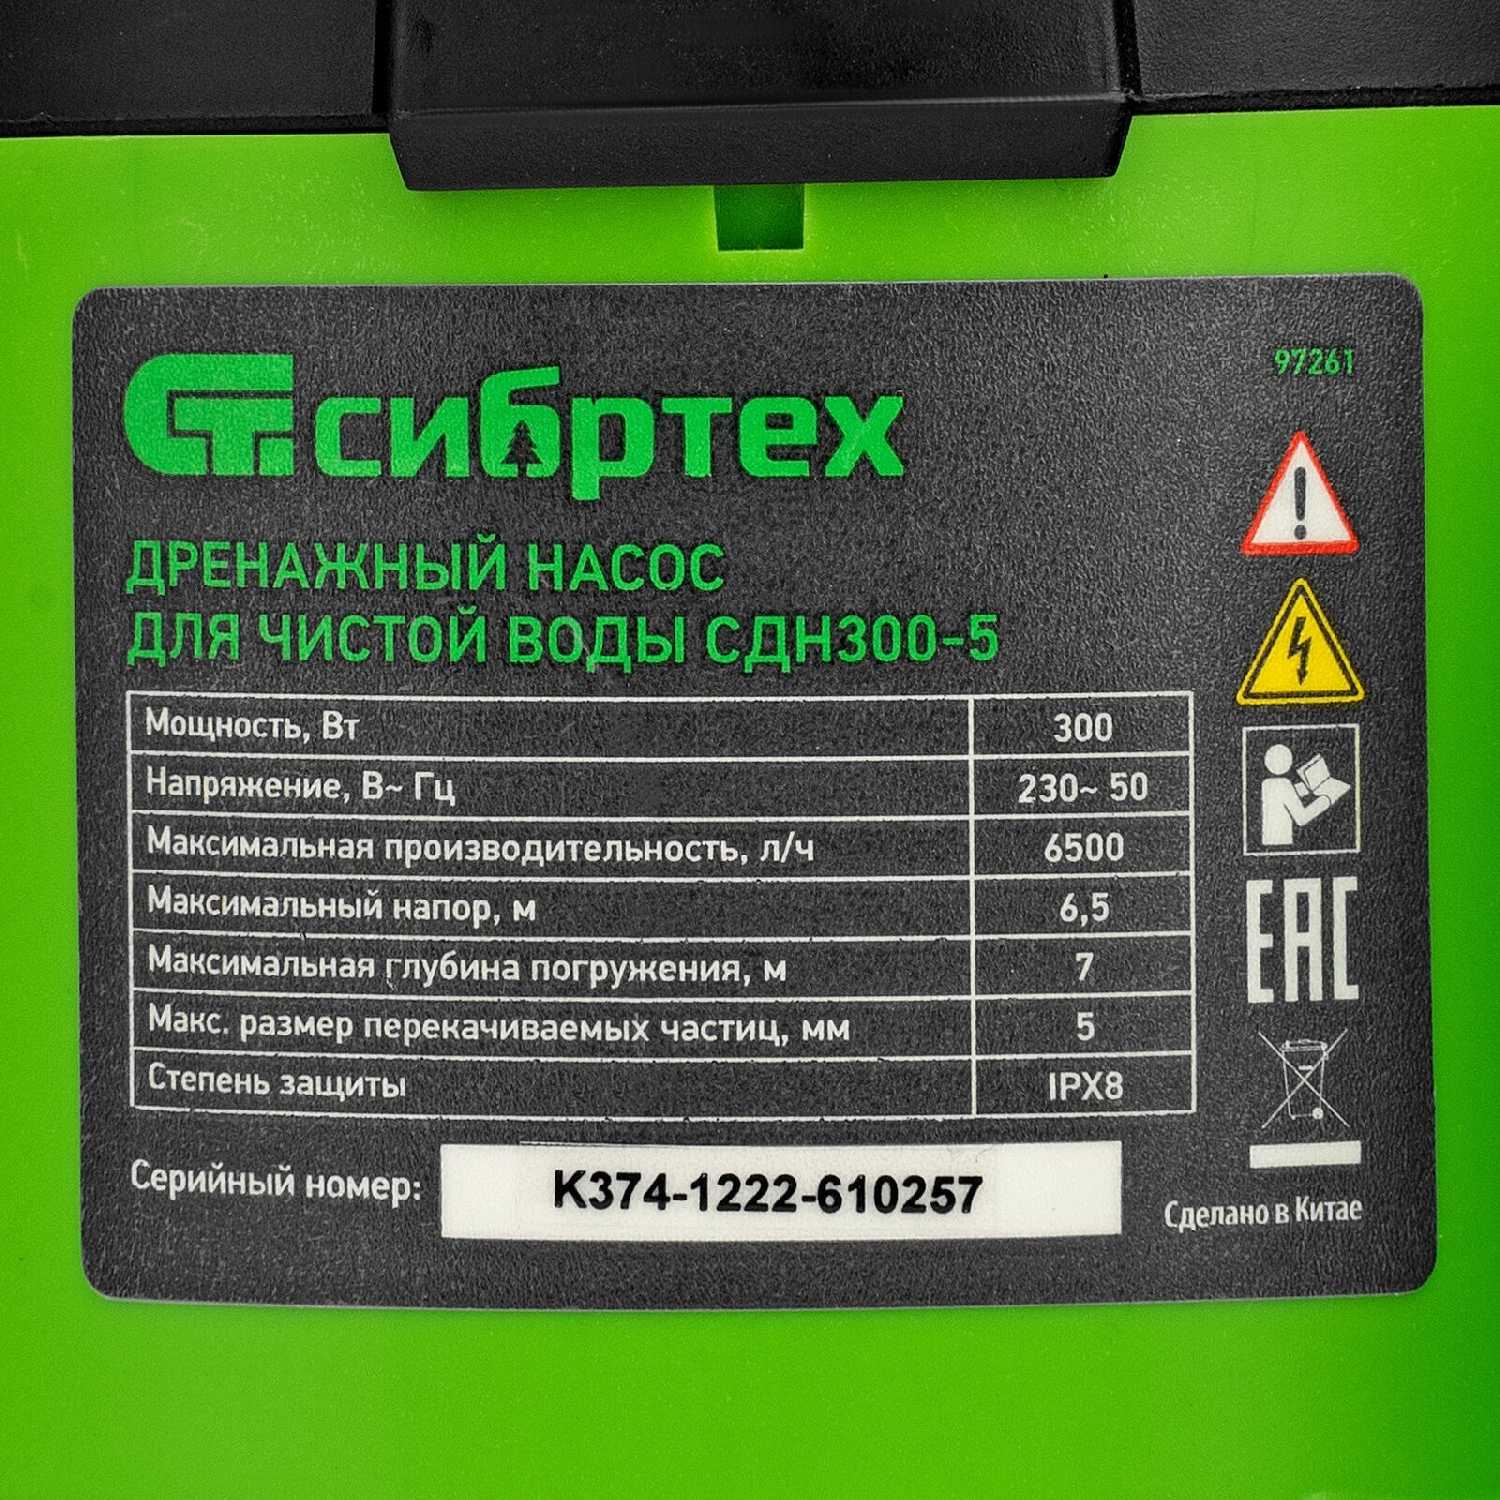 97261
сибртех
ДРЕНАЖНЫЙ НАСОС
ДЛЯ ЧИСТОЙ ВОДЫ СДН300-5
Мощность, Вт 300
Напряжение, В~ Гц 230~ 50
Максимальная производительность, л/ч 6500
Максимальный напор, м 6,5
Максимальная глубина погружения, м 7
Макс. размер перекачиваемых частиц, мм 5
Степень защиты IPX8
EAC
Серийный номер: K374-1222-610257
Сделано в Китае